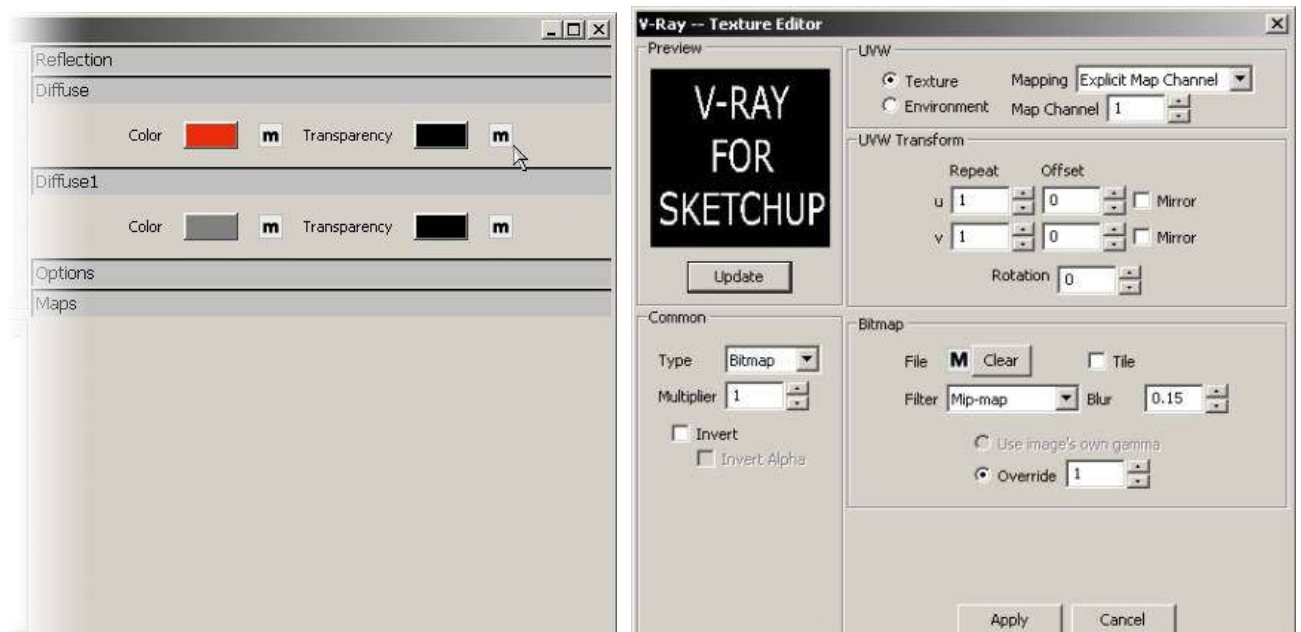 Reflection
Diffuse
Color m Transparency m
Diffuse1
Color m Transparency m
Options
Maps
V-Ray -- Texture Editor
Preview
V-RAY
FOR
SKETCHUP
Update
Common
Type Bitmap
Multiplier 1
Invert
Invert Alpha
UVW
Texture Mapping Explicit Map Channel
Environment Map Channel 1
UVW Transform
Repeat Offset
u 1 0 Mirror
v 1 0 Mirror
Rotation 0
Bitmap
File M Clear Tile
Filter Mip-map Blur 0.15
Use image's own gamma
Override 1
Apply Cancel